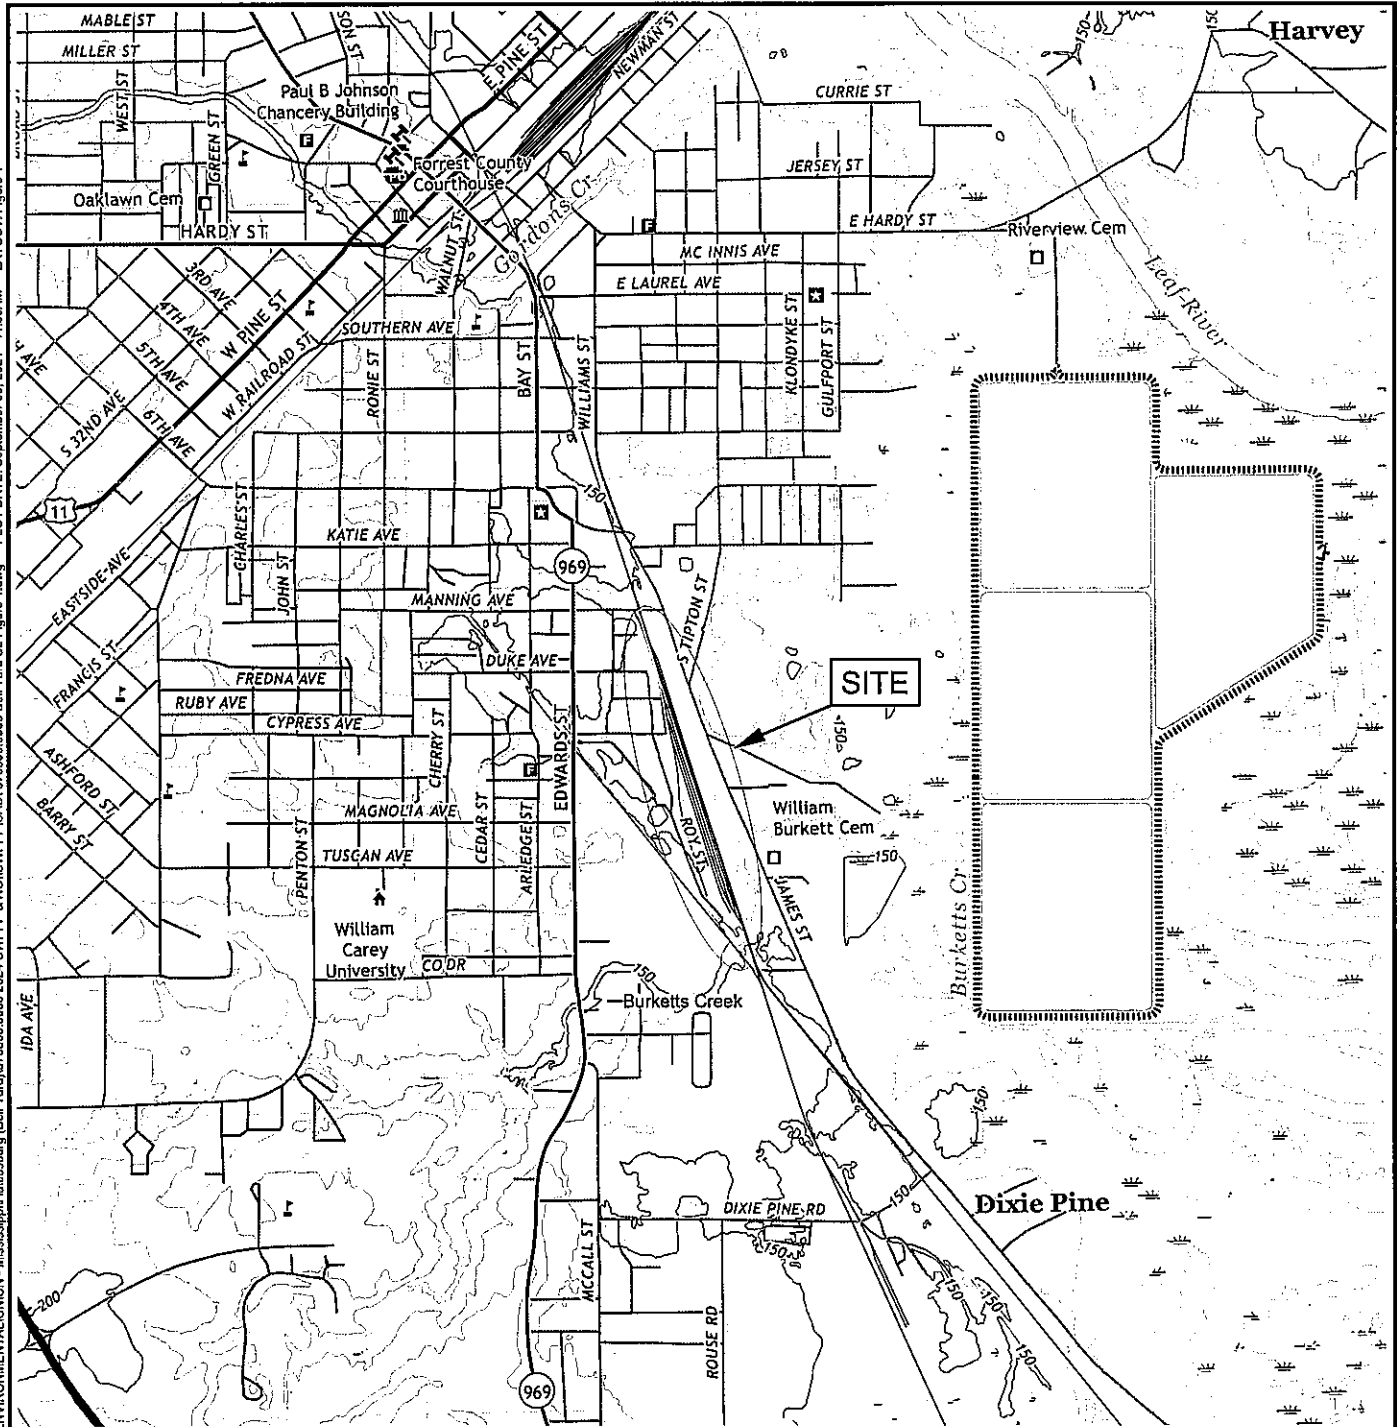 MABLE ST
MILLER ST
WEST ST
GREEN ST
SON ST
E PINE ST
NEWMAN ST
Paul B Johnson
Chancery Building
Forrest County
Courthouse
Oaklawn Cem
HARDY ST
WALNUT ST
Gordons Cr
CURRIE ST
JERSEY ST
E HARDY ST
Harvey
150
150
Riverview Cem
Leaf River
MC INNIS AVE
E LAUREL AVE
KLONDYKE ST
GULFPORT ST
3RD AVE
4TH AVE
5TH AVE
6TH AVE
W PINE ST
W RAILROAD ST
S 32ND AVE
H AVE
SOUTHERN AVE
RONIE ST
BAY ST
WILLIAMS ST
11
150
CHARLES ST
KATIE AVE
969
JOHN ST
EASTSIDE AVE
MANNING AVE
S TIPTON ST
FRANCIS ST
DUKE AVE
FREDNA AVE
RUBY AVE
CYPRESS AVE
SITE
150
CHERRY ST
EDWARDS ST
ASHFORD ST
BARRY ST
MAGNOLIA AVE
CEDAR ST
ARLEDGE ST
ROY ST
William
Burkett Cem
150
PENTON ST
TUSCAN AVE
JAMES ST
William
Carey
University
CO DR
Burketts Cr
150
Burketts Creek
IDA AVE
150
Dixie Pine
150
DIXIE PINE RD
150
MCCALL ST
ROUSE RD
150
150
150
200
969